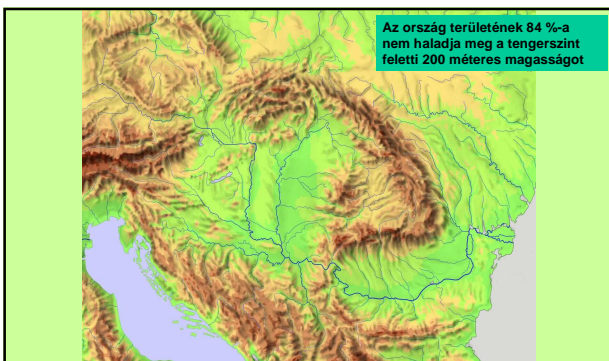 Az ország területének 84 %-a
nem haladja meg a tengerszint
feletti 200 méteres magasságot